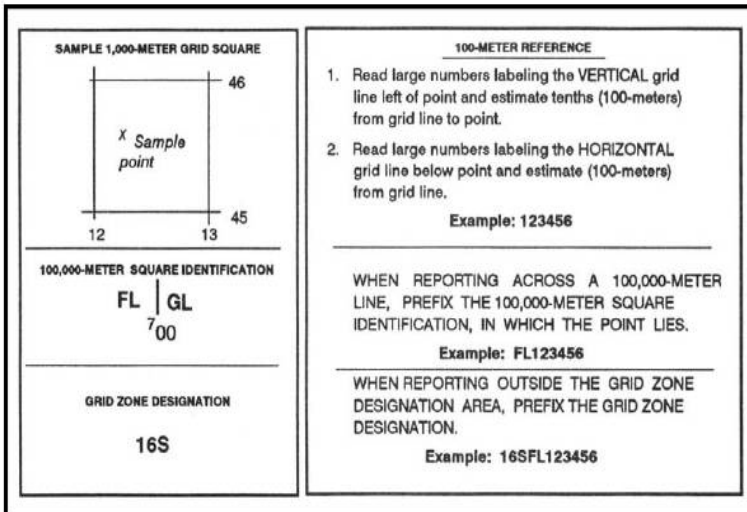 SAMPLE 1,000-METER GRID SQUARE
46
X Sample
point
45
12 13
100,000-METER SQUARE IDENTIFICATION
FL | GL
700
GRID ZONE DESIGNATION
16S
100-METER REFERENCE
1. Read large numbers labeling the VERTICAL grid
line left of point and estimate tenths (100-meters)
from grid line to point.
2. Read large numbers labeling the HORIZONTAL
grid line below point and estimate (100-meters)
from grid line.
Example: 123456
WHEN REPORTING ACROSS A 100,000-METER
LINE, PREFIX THE 100,000-METER SQUARE
IDENTIFICATION, IN WHICH THE POINT LIES.
Example: FL123456
WHEN REPORTING OUTSIDE THE GRID ZONE
DESIGNATION AREA, PREFIX THE GRID ZONE
DESIGNATION.
Example: 16SFL123456